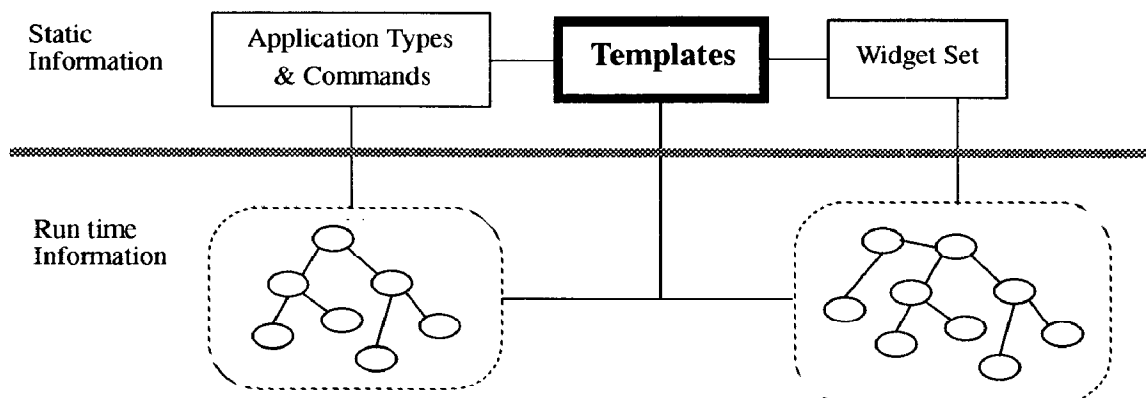 Static
Information
Application Types
& Commands
Templates
Widget Set
Run time
Information